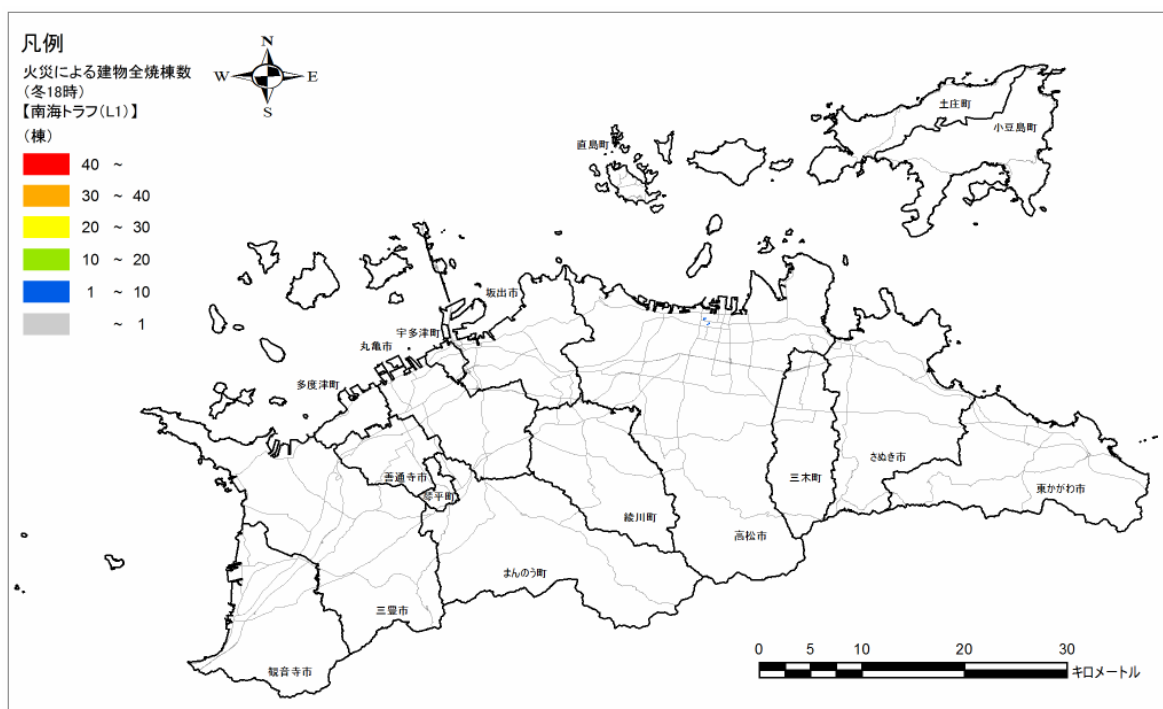 凡例
火災による建物全焼棟数
（冬18時）
【南海トラフ（L1）】
（棟）
40 ～
30 ～ 40
20 ～ 30
10 ～ 20
1 ～ 10
～ 1
N
W E
S
土庄町
小豆島町
直島町
坂出市
宇多津町
丸亀市
多度津町
善通寺市
琴平町
三木町
さぬき市
東かがわ市
綾川町
高松市
まんのう町
三豊市
観音寺市
0 5 10 20 30
キロメートル